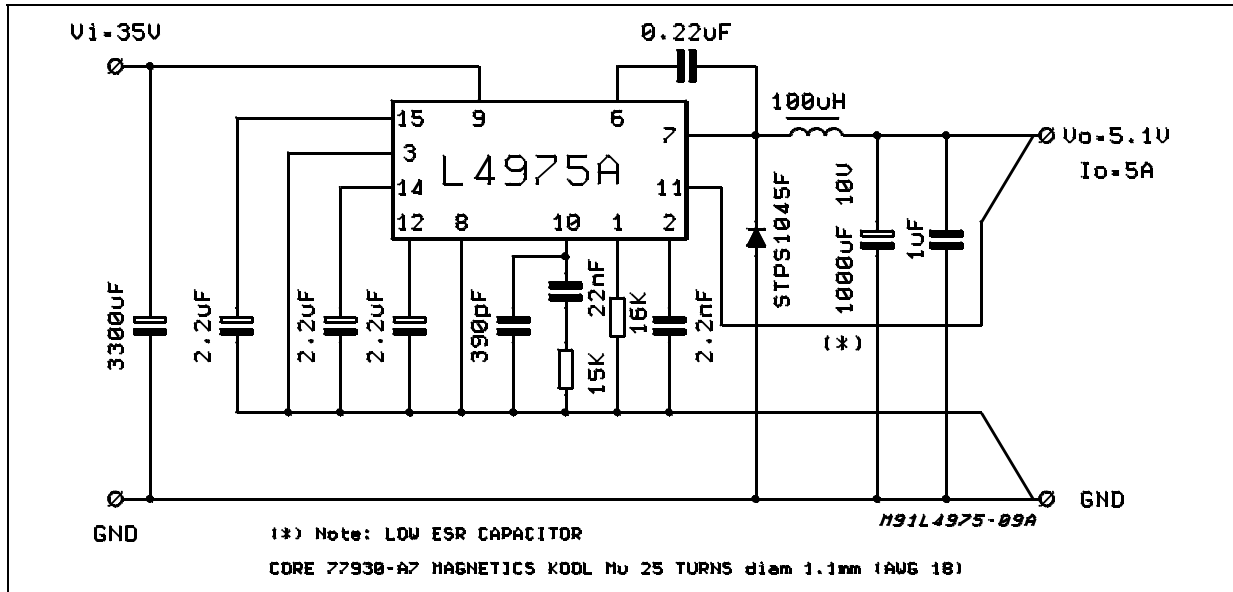 Vi=35V
0.22uF
100uH
15
9
6
7
Vo=5.1V
3
L4975A
Io=5A
14
11
12
8
10
1
2
3300uF
2.2uF
2.2uF
2.2uF
390pF
22nF
15K
16K
2.2nF
STPS1045F
1000uF 10V
1uF
(*)
GND
GND
M91L4975-09A
(*) Note: LOW ESR CAPACITOR
CORE 77930-A7 MAGNETICS KOOL Mu 25 TURNS diam 1.1mm (AWG 18)